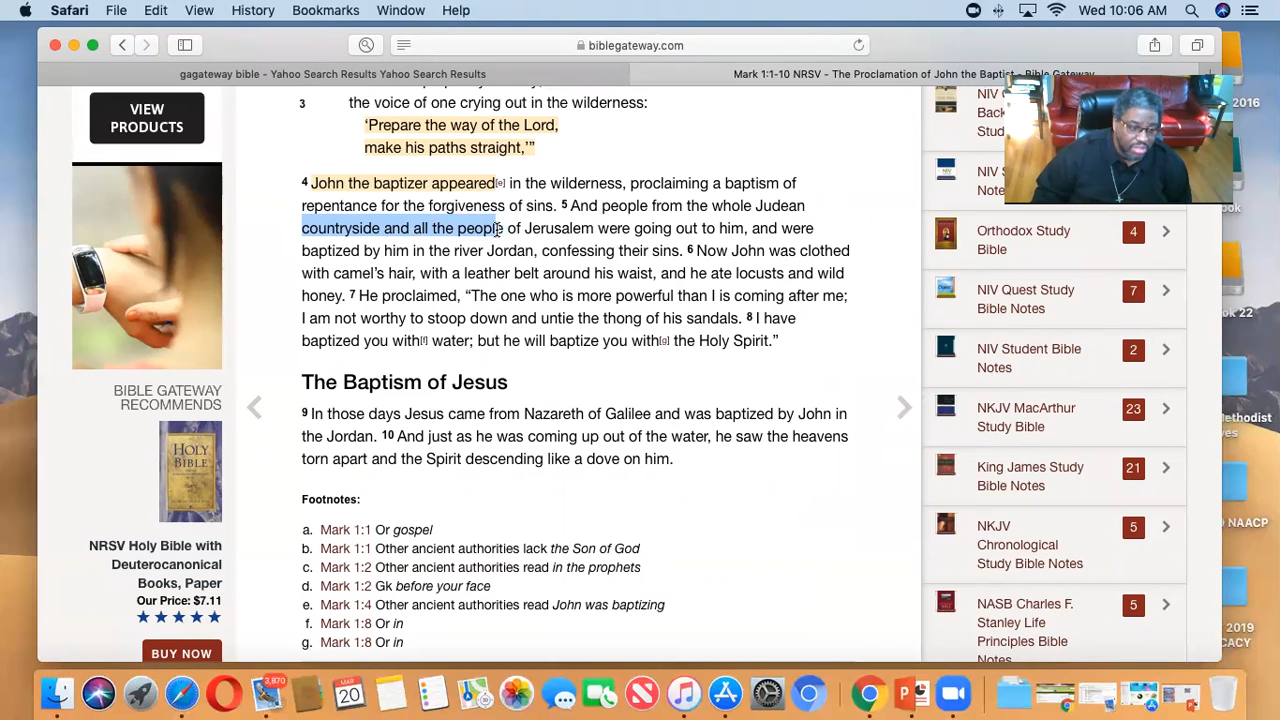 Safari File Edit View History Bookmarks Window Help
Wed 10:06 AM
biblegateway.com
gagateway bible - Yahoo Search Results Yahoo Search Results
Mark 1:1-10 NRSV - The Proclamation of John the Baptist - Bible Gateway
VIEW
PRODUCTS
BIBLE GATEWAY
RECOMMENDS
HOLY
BIBLE
NRSV Holy Bible with
Deuterocanonical
Books, Paper
Our Price: $7.11
BUY NOW
3 the voice of one crying out in the wilderness:
‘Prepare the way of the Lord,
make his paths straight,’”
4 John the baptizer appeared[e] in the wilderness, proclaiming a baptism of
repentance for the forgiveness of sins. 5 And people from the whole Judean
countryside and all the people of Jerusalem were going out to him, and were
baptized by him in the river Jordan, confessing their sins. 6 Now John was clothed
with camel’s hair, with a leather belt around his waist, and he ate locusts and wild
honey. 7 He proclaimed, “The one who is more powerful than I is coming after me;
I am not worthy to stoop down and untie the thong of his sandals. 8 I have
baptized you with[f] water; but he will baptize you with[g] the Holy Spirit.”
The Baptism of Jesus
9 In those days Jesus came from Nazareth of Galilee and was baptized by John in
the Jordan. 10 And just as he was coming up out of the water, he saw the heavens
torn apart and the Spirit descending like a dove on him.
Footnotes:
a. Mark 1:1 Or gospel
b. Mark 1:1 Other ancient authorities lack the Son of God
c. Mark 1:2 Other ancient authorities read in the prophets
d. Mark 1:2 Gk before your face
e. Mark 1:4 Other ancient authorities read John was baptizing
f. Mark 1:8 Or in
g. Mark 1:8 Or in
NIV
Back
Stud
NIV S
Note
Orthodox Study
Bible
4
NIV Quest Study
Bible Notes
7
NIV Student Bible
Notes
2
NKJV MacArthur
Study Bible
23
King James Study
Bible Notes
21
NKJV
Chronological
Study Bible Notes
5
NASB Charles F.
Stanley Life
Principles Bible
Notes
5
2016
ok 22
ethodist
ves
9 NAACP
2019
CACY
3,870
MAR
20